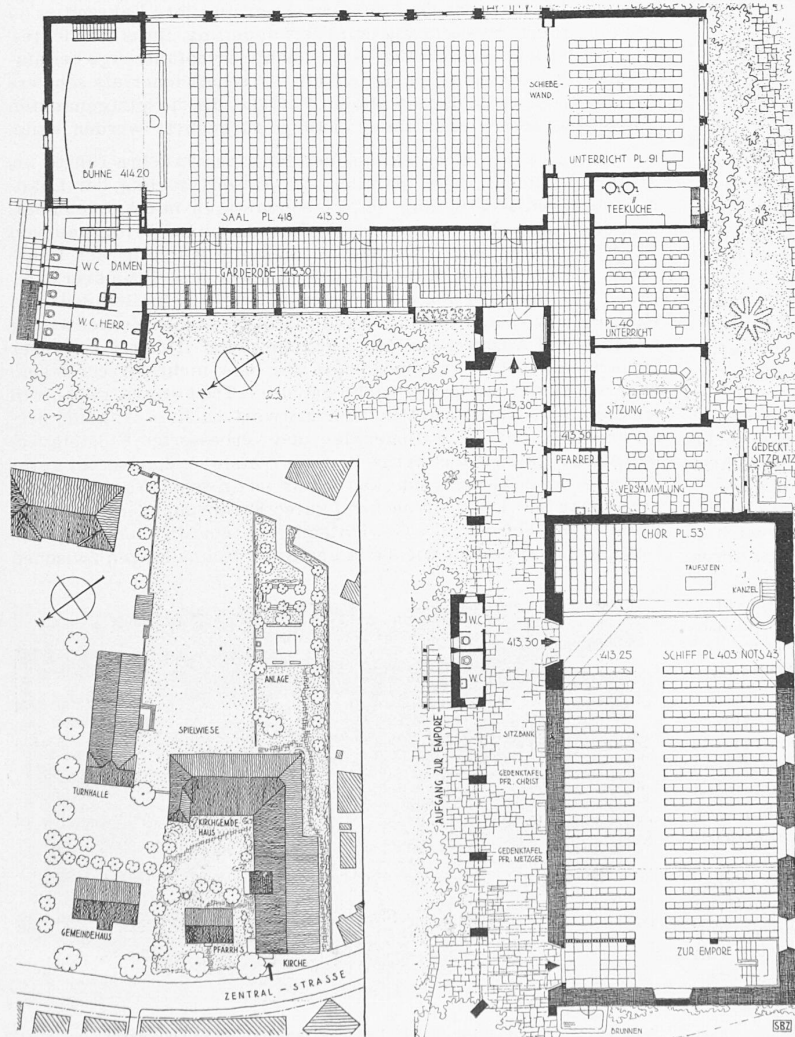 SCHIEBE-
WAND
UNTERRICHT PL 91
BÜHNE 414.20
SAAL PL 418 413.30
TEEKÜCHE
W.C. DAMEN
GARDEROBE 413.30
W.C. HERR.
PL 40
UNTERRICHT
N
43.30
SITZUNG
413.30
PFARRER
VERSAMMLUNG
GEDECKT.
SITZPLATZ
CHOR PL 53
TAUFSTEIN
KANZEL
W.C.
413.30
W.C.
413.25
SCHIFF PL 403 NOTS 43
AUFGANG ZUR EMPORE
SITZBANK
GEDENKTAFEL
PFR. CHRIST
GEDENKTAFEL
PFR. METZGER
ZUR EMPORE
BRUNNEN
SBZ
N
ANLAGE
SPIELWIESE
TURNHALLE
KIRCHGEMDE
HAUS
GEMEINDEHAUS
PFARRH'S
KIRCHE
ZENTRAL-STRASSE